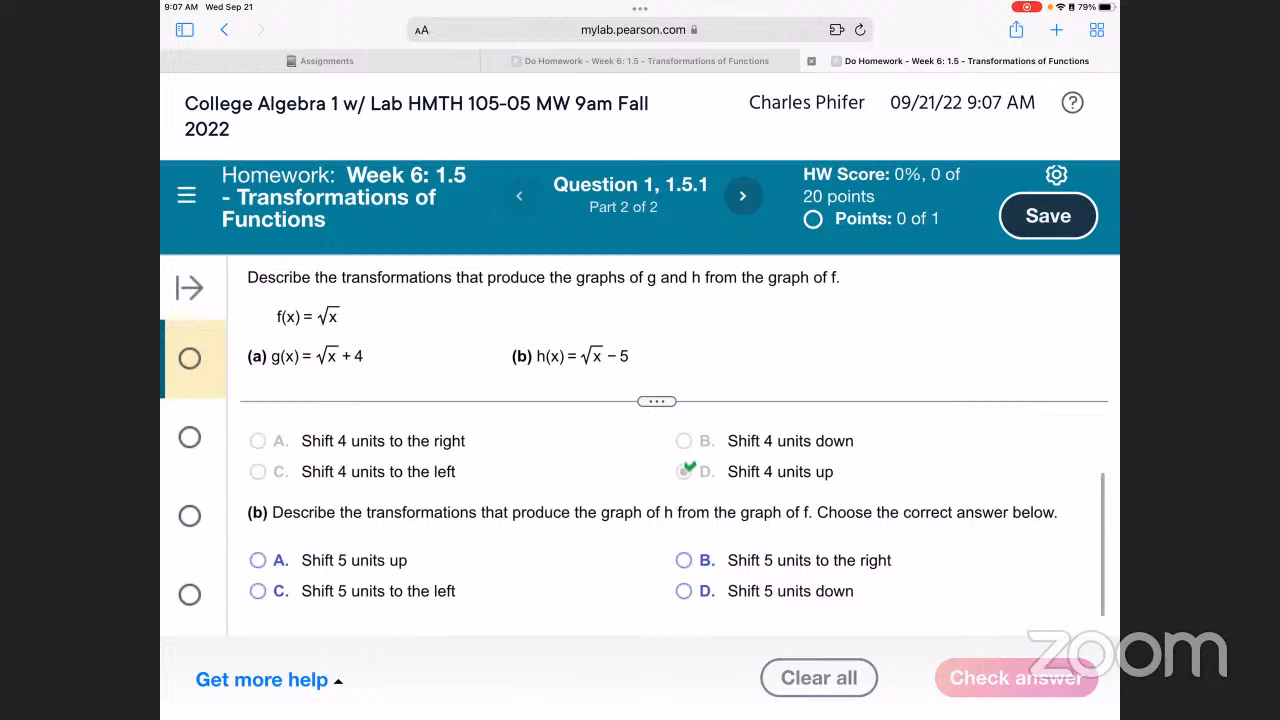 9:07 AM Wed Sep 21
79%
AA mylab.pearson.com
Assignments
Do Homework - Week 6: 1.5 - Transformations of Functions
Do Homework - Week 6: 1.5 - Transformations of Functions
College Algebra 1 w/ Lab HMTH 105-05 MW 9am Fall
2022
Charles Phifer 09/21/22 9:07 AM ?
Homework: Week 6: 1.5
- Transformations of
Functions
Question 1, 1.5.1
Part 2 of 2
HW Score: 0%, 0 of
20 points
Points: 0 of 1
Save
Describe the transformations that produce the graphs of g and h from the graph of f.
f(x) = √x
(a) g(x) = √x + 4 (b) h(x) = √x − 5
A. Shift 4 units to the right B. Shift 4 units down
C. Shift 4 units to the left D. Shift 4 units up
(b) Describe the transformations that produce the graph of h from the graph of f. Choose the correct answer below.
A. Shift 5 units up B. Shift 5 units to the right
C. Shift 5 units to the left D. Shift 5 units down
Get more help
Clear all
Check answer
zoom